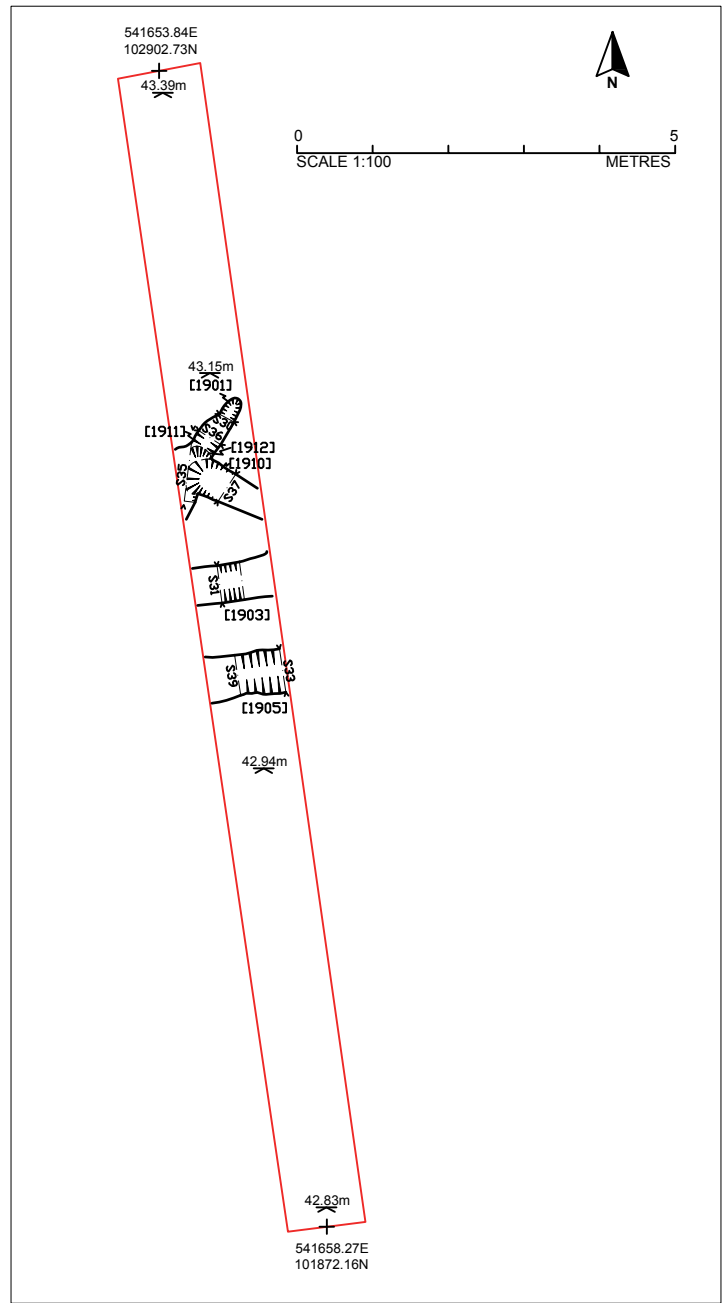 541653.84E
102902.73N
43.39m
N
0 5
SCALE 1:100 METRES
43.15m
[1901]
[1911]
S36
[1912]
[1910]
S35
S37
S31
[1903]
S39
S33
[1905]
42.94m
42.83m
541658.27E
101872.16N